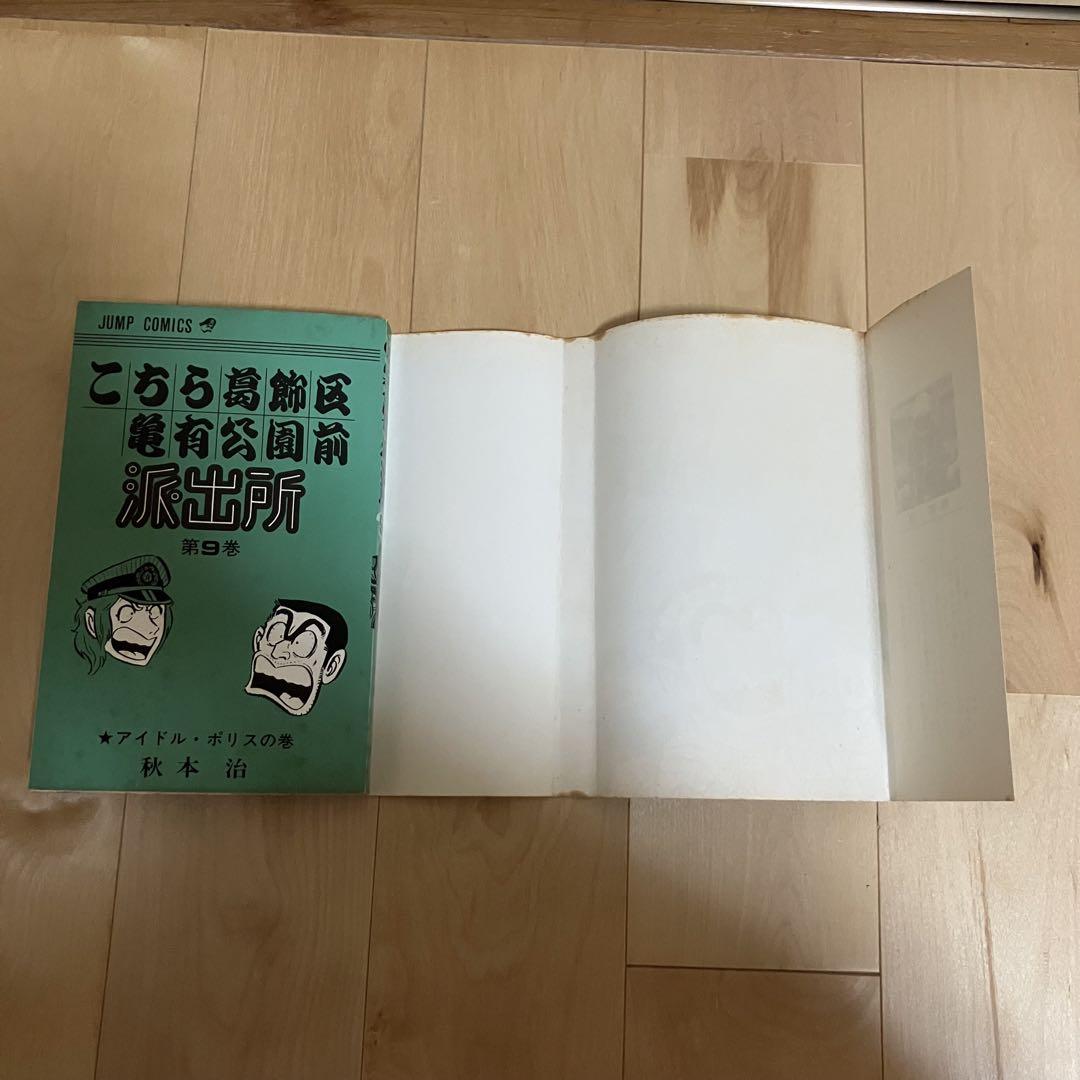 JUMP COMICS
こちら葛飾区
亀有公園前
派出所
第9巻
★アイドル・ポリスの巻
秋本 治